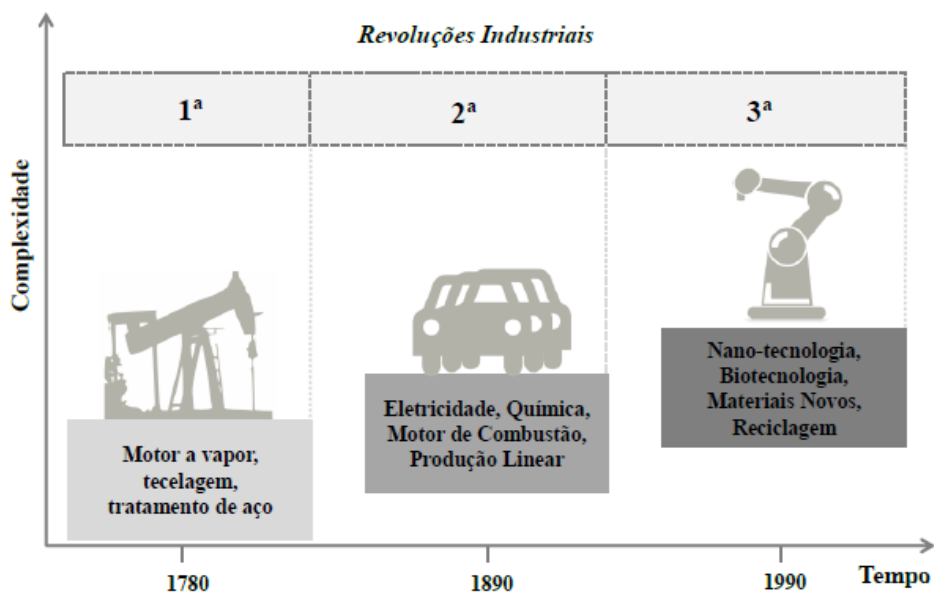 Revoluções Industriais
1ª
2ª
3ª
Complexidade
Motor a vapor,
tecelagem,
tratamento de aço
Eletricidade, Química,
Motor de Combustão,
Produção Linear
Nano-tecnologia,
Biotecnologia,
Materiais Novos,
Reciclagem
1780
1890
1990
Tempo